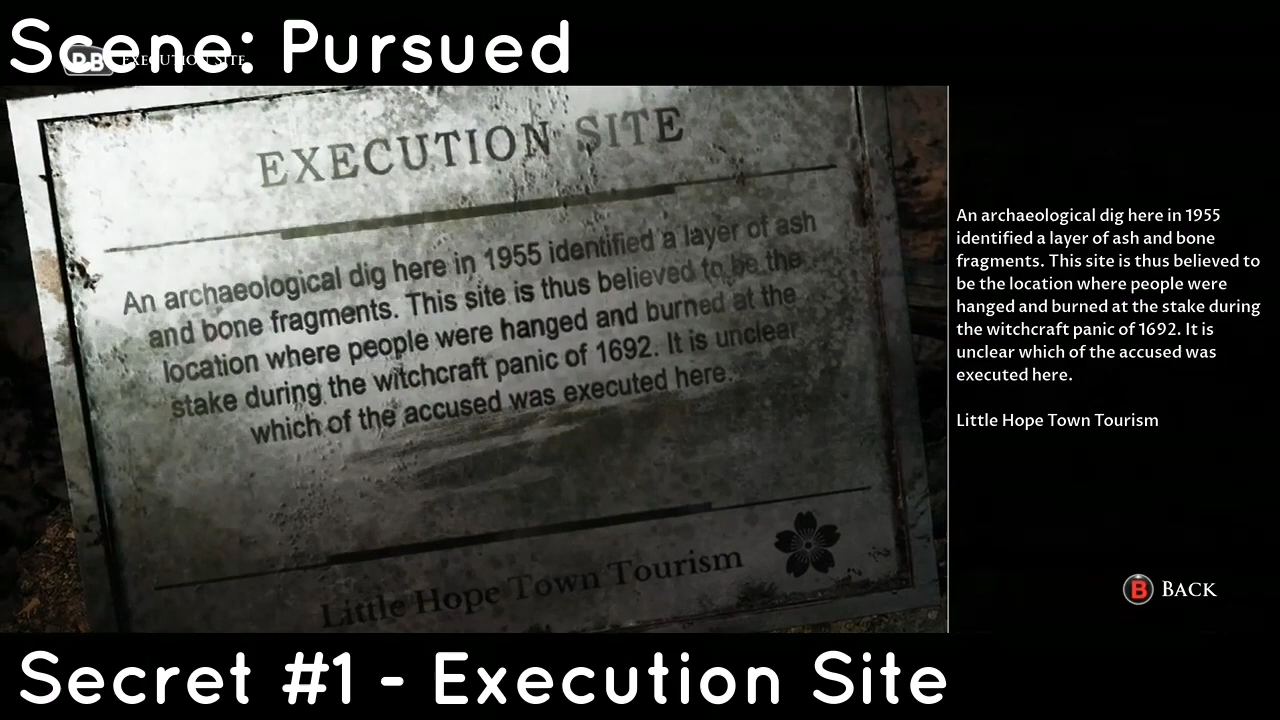 Scene: Pursued
EXECUTION SITE
EXECUTION SITE
An archaeological dig here in 1955 identified a layer of ash
and bone fragments. This site is thus believed to be the
location where people were hanged and burned at the
stake during the witchcraft panic of 1692. It is unclear
which of the accused was executed here.
Little Hope Town Tourism
An archaeological dig here in 1955
identified a layer of ash and bone
fragments. This site is thus believed to
be the location where people were
hanged and burned at the stake during
the witchcraft panic of 1692. It is
unclear which of the accused was
executed here.
Little Hope Town Tourism
B BACK
Secret #1 - Execution Site